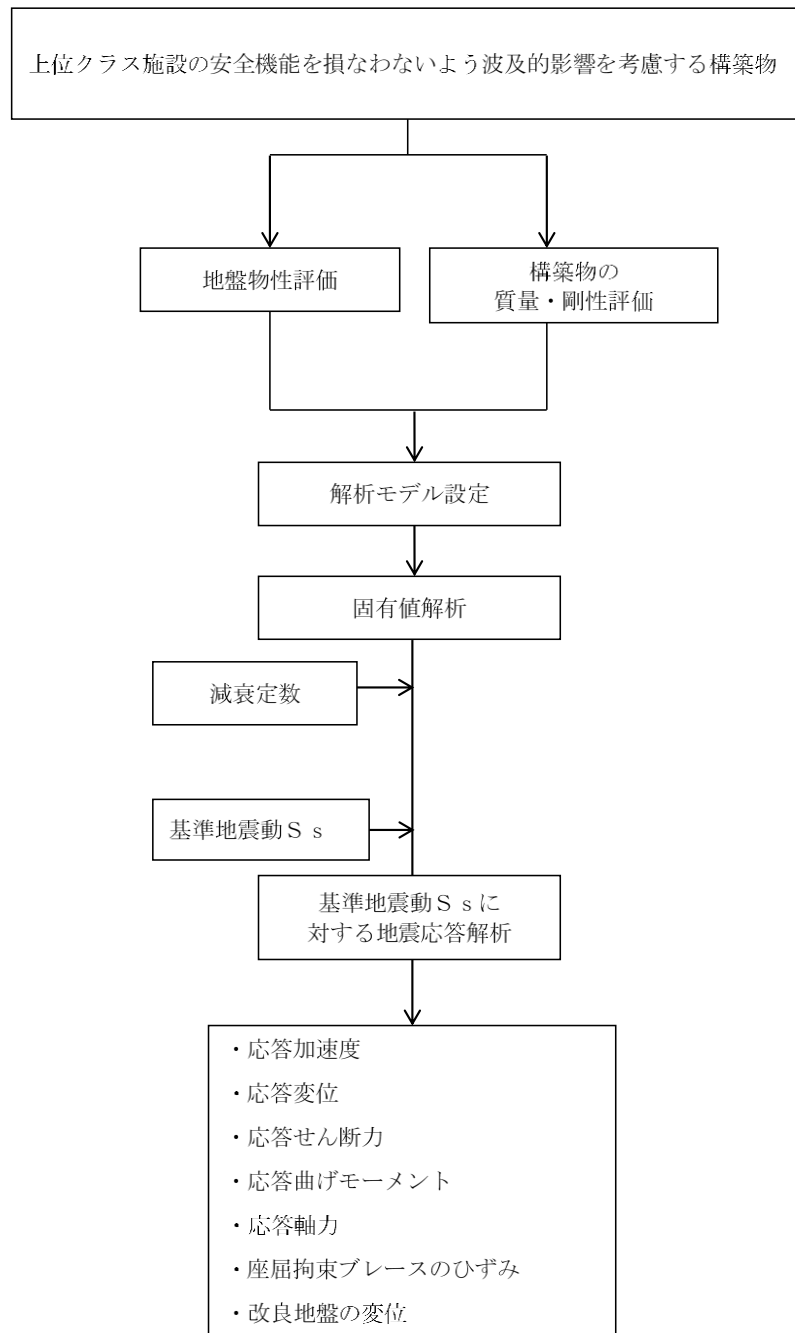 上位クラス施設の安全機能を損なわないよう波及的影響を考慮する構築物
地盤物性評価
構築物の
質量・剛性評価
解析モデル設定
固有値解析
減衰定数
基準地震動Ｓｓ
基準地震動Ｓｓに
対する地震応答解析
・応答加速度
・応答変位
・応答せん断力
・応答曲げモーメント
・応答軸力
・座屈拘束ブレースのひずみ
・改良地盤の変位